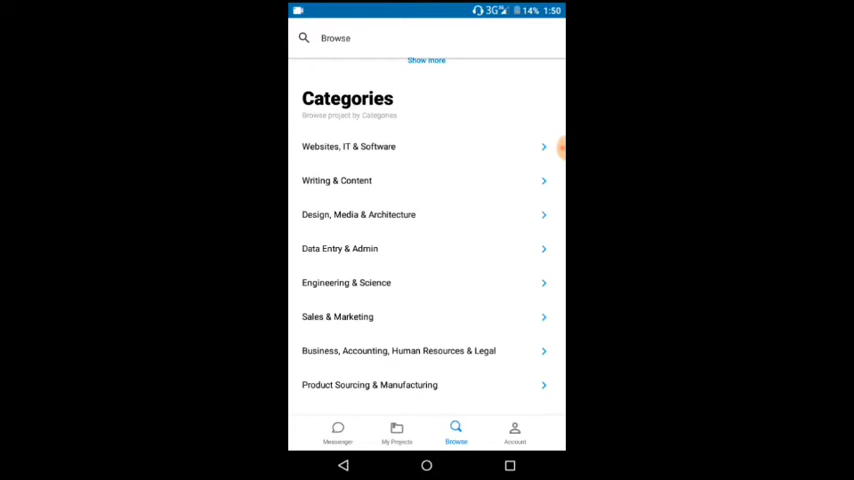 3G 14% 1:50
Browse
Show more
Categories
Browse project by Categories
Websites, IT & Software
Writing & Content
Design, Media & Architecture
Data Entry & Admin
Engineering & Science
Sales & Marketing
Business, Accounting, Human Resources & Legal
Product Sourcing & Manufacturing
Messenger My Projects Browse Account